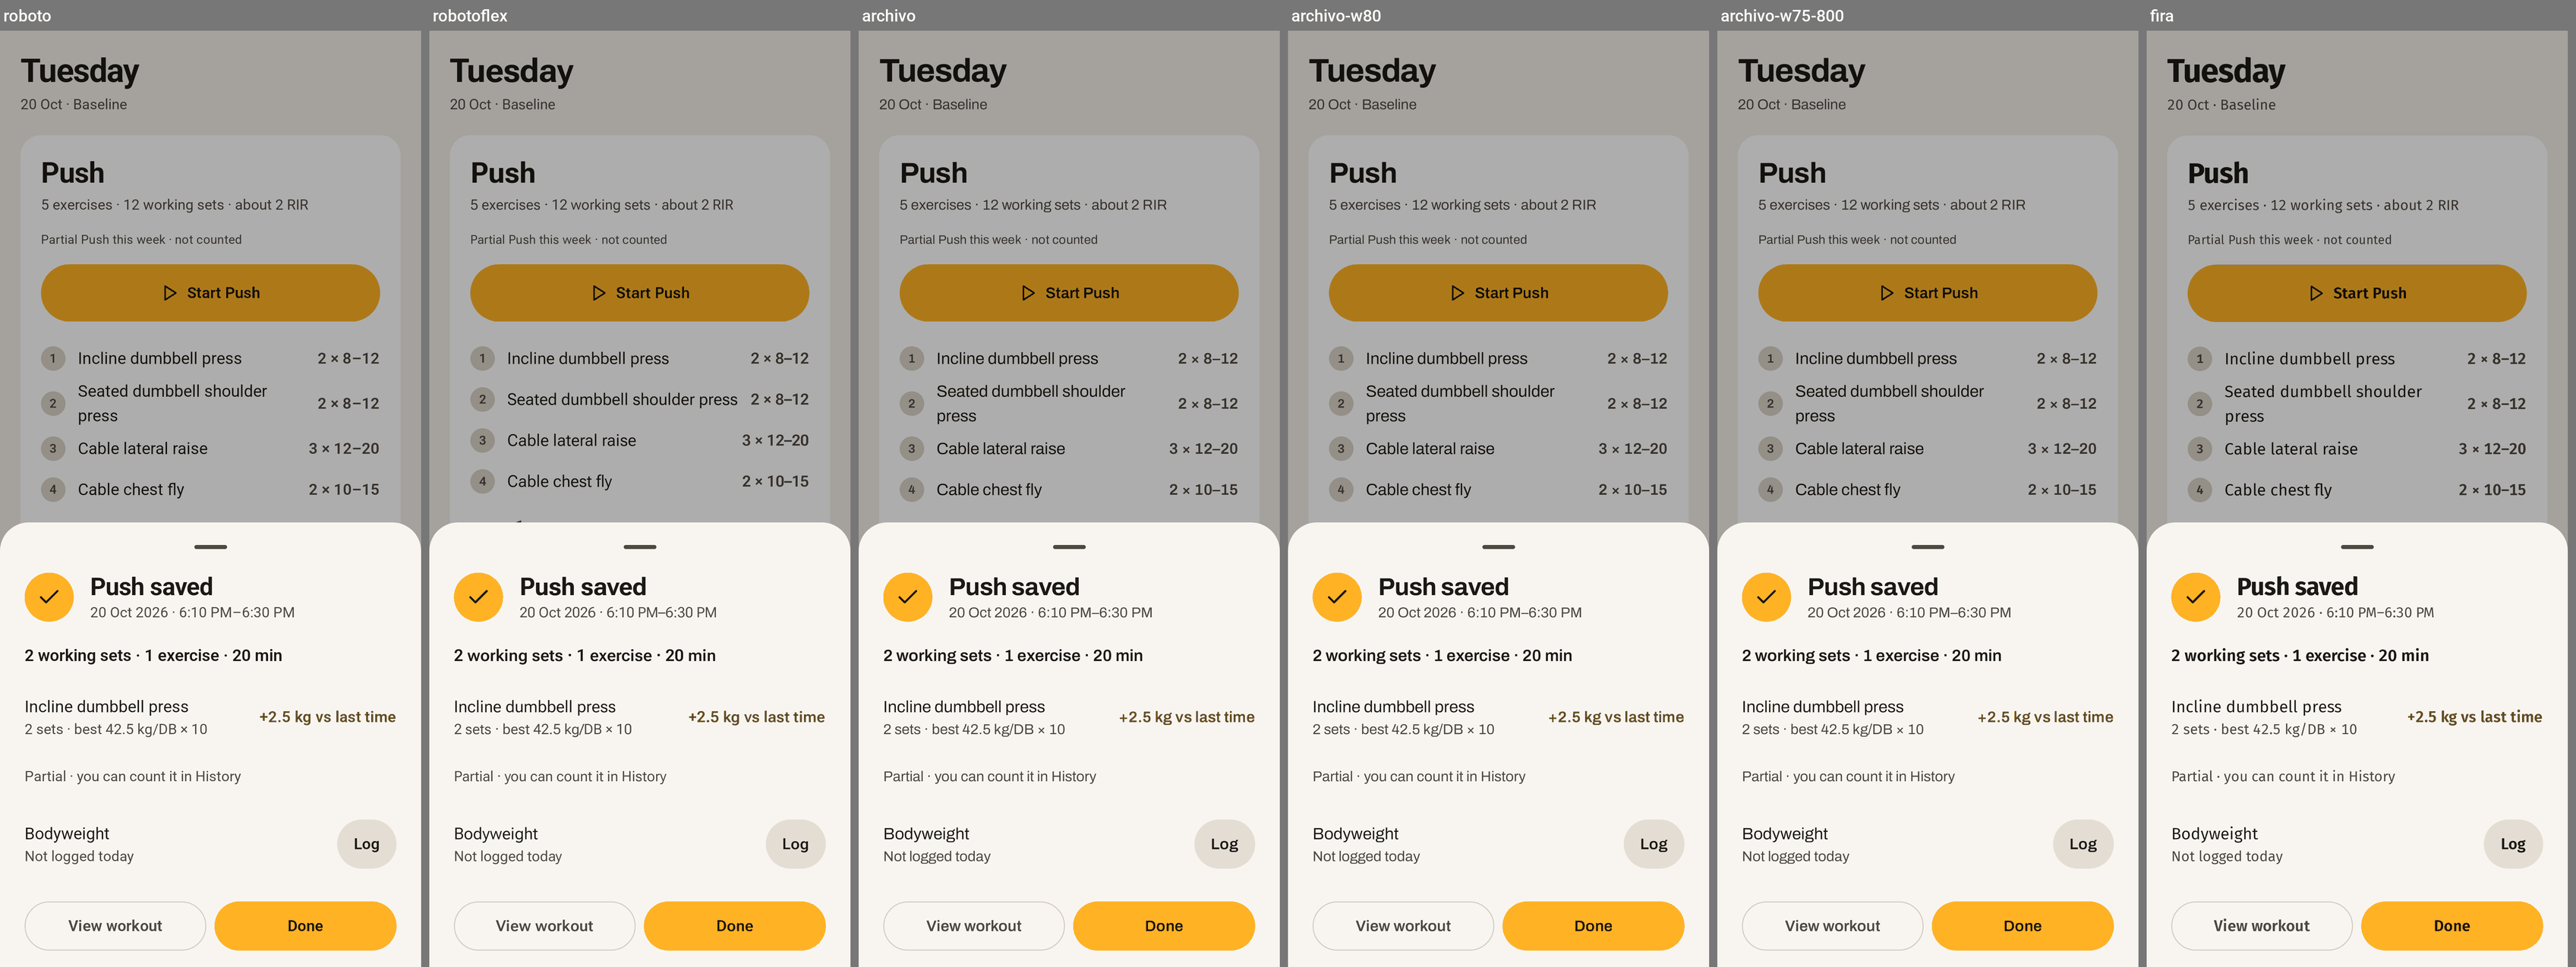 roboto
Tuesday
20 Oct · Baseline
Push
5 exercises · 12 working sets · about 2 RIR
Partial Push this week · not counted
Start Push
1 Incline dumbbell press 2 × 8–12
2 Seated dumbbell shoulder press 2 × 8–12
3 Cable lateral raise 3 × 12–20
4 Cable chest fly 2 × 10–15
Push saved
20 Oct 2026 · 6:10 PM–6:30 PM
2 working sets · 1 exercise · 20 min
Incline dumbbell press
2 sets · best 42.5 kg/DB × 10
+2.5 kg vs last time
Partial · you can count it in History
Bodyweight
Not logged today
Log
View workout
Done
robotoflex
Tuesday
20 Oct · Baseline
Push
5 exercises · 12 working sets · about 2 RIR
Partial Push this week · not counted
Start Push
1 Incline dumbbell press 2 × 8–12
2 Seated dumbbell shoulder press 2 × 8–12
3 Cable lateral raise 3 × 12–20
4 Cable chest fly 2 × 10–15
Push saved
20 Oct 2026 · 6:10 PM–6:30 PM
2 working sets · 1 exercise · 20 min
Incline dumbbell press
2 sets · best 42.5 kg/DB × 10
+2.5 kg vs last time
Partial · you can count it in History
Bodyweight
Not logged today
Log
View workout
Done
archivo
Tuesday
20 Oct · Baseline
Push
5 exercises · 12 working sets · about 2 RIR
Partial Push this week · not counted
Start Push
1 Incline dumbbell press 2 × 8–12
2 Seated dumbbell shoulder press 2 × 8–12
3 Cable lateral raise 3 × 12–20
4 Cable chest fly 2 × 10–15
Push saved
20 Oct 2026 · 6:10 PM–6:30 PM
2 working sets · 1 exercise · 20 min
Incline dumbbell press
2 sets · best 42.5 kg/DB × 10
+2.5 kg vs last time
Partial · you can count it in History
Bodyweight
Not logged today
Log
View workout
Done
archivo-w80
Tuesday
20 Oct · Baseline
Push
5 exercises · 12 working sets · about 2 RIR
Partial Push this week · not counted
Start Push
1 Incline dumbbell press 2 × 8–12
2 Seated dumbbell shoulder press 2 × 8–12
3 Cable lateral raise 3 × 12–20
4 Cable chest fly 2 × 10–15
Push saved
20 Oct 2026 · 6:10 PM–6:30 PM
2 working sets · 1 exercise · 20 min
Incline dumbbell press
2 sets · best 42.5 kg/DB × 10
+2.5 kg vs last time
Partial · you can count it in History
Bodyweight
Not logged today
Log
View workout
Done
archivo-w75-800
Tuesday
20 Oct · Baseline
Push
5 exercises · 12 working sets · about 2 RIR
Partial Push this week · not counted
Start Push
1 Incline dumbbell press 2 × 8–12
2 Seated dumbbell shoulder press 2 × 8–12
3 Cable lateral raise 3 × 12–20
4 Cable chest fly 2 × 10–15
Push saved
20 Oct 2026 · 6:10 PM–6:30 PM
2 working sets · 1 exercise · 20 min
Incline dumbbell press
2 sets · best 42.5 kg/DB × 10
+2.5 kg vs last time
Partial · you can count it in History
Bodyweight
Not logged today
Log
View workout
Done
fira
Tuesday
20 Oct · Baseline
Push
5 exercises · 12 working sets · about 2 RIR
Partial Push this week · not counted
Start Push
1 Incline dumbbell press 2 × 8–12
2 Seated dumbbell shoulder press 2 × 8–12
3 Cable lateral raise 3 × 12–20
4 Cable chest fly 2 × 10–15
Push saved
20 Oct 2026 · 6:10 PM–6:30 PM
2 working sets · 1 exercise · 20 min
Incline dumbbell press
2 sets · best 42.5 kg/DB × 10
+2.5 kg vs last time
Partial · you can count it in History
Bodyweight
Not logged today
Log
View workout
Done